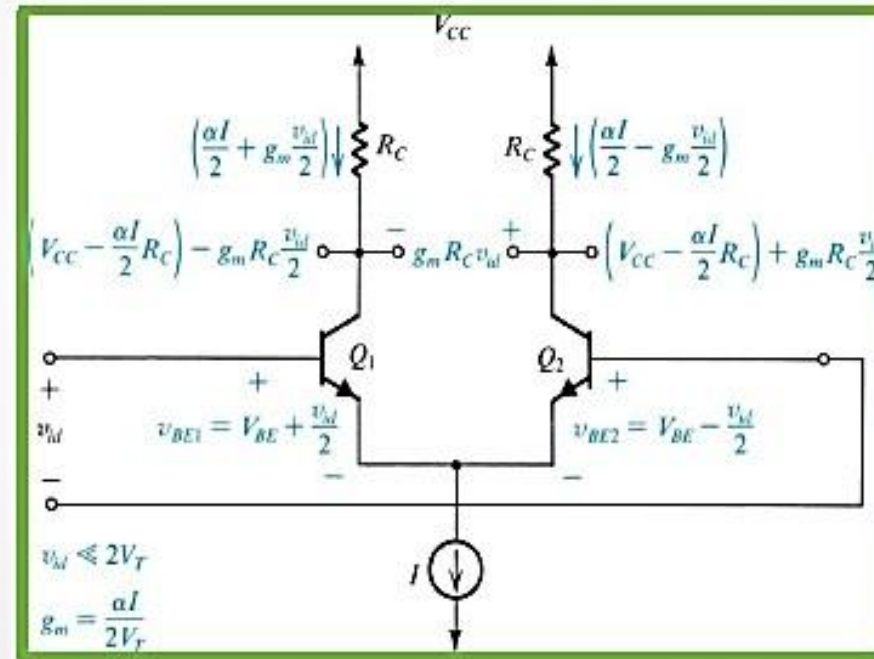 V_CC
(αI/2 + g_m v_id/2)
R_C
R_C
(αI/2 − g_m v_id/2)
(V_CC − αI/2 R_C) − g_m R_C v_id/2
− g_m R_C v_id +
(V_CC − αI/2 R_C) + g_m R_C v_id/2
Q_1
Q_2
+
+
+
v_id
−
v_BE1 = V_BE + v_id/2
v_BE2 = V_BE − v_id/2
−
−
v_id ≪ 2V_T
I
g_m = αI/2V_T